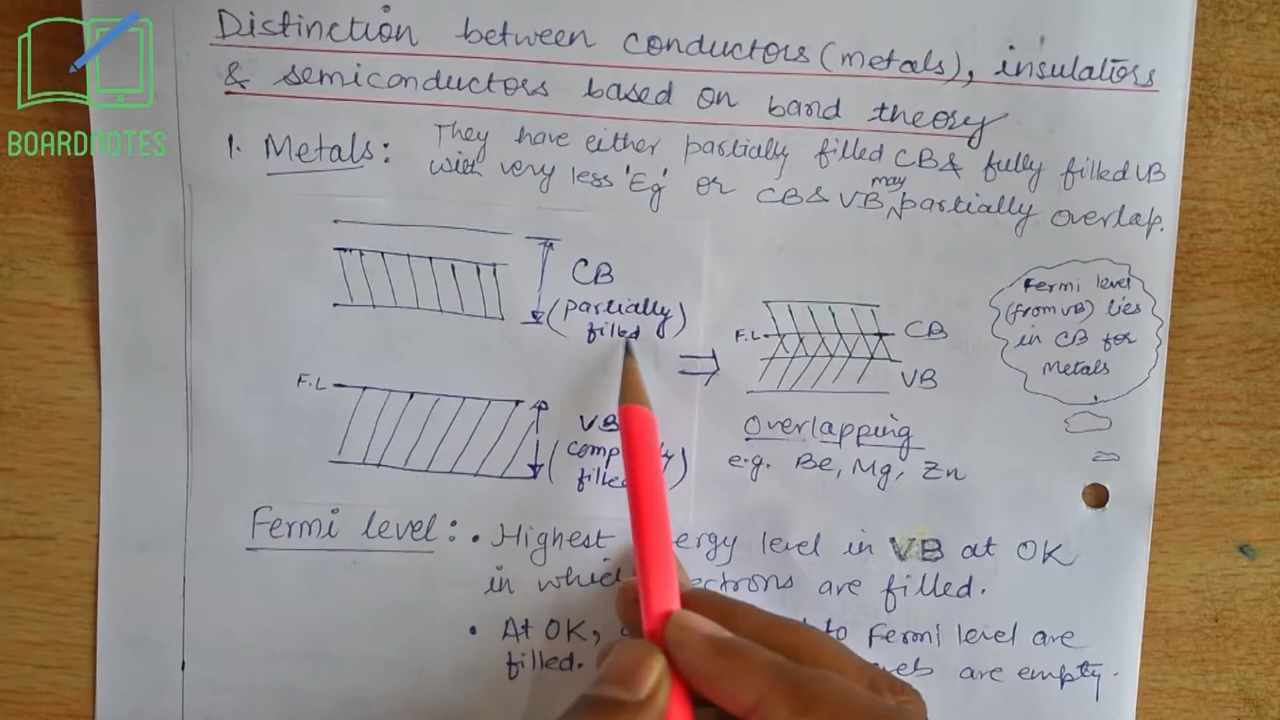 BOARDNOTES
Distinction between conductors (metals), insulators
& semiconductors based on band theory
1. Metals: They have either partially filled CB & fully filled VB
with very less 'Eg' or CB & VB may partially overlap.
CB
(partially
filled
F.L
VB
filled
F.L
CB
VB
Overlapping
e.g. Be, Mg, Zn
Fermi level
(from VB) lies
in CB for
Metals
Fermi level: • Highest level in VB at 0K
in electrons are filled.
• At 0K, to Fermi level are
filled. are empty.